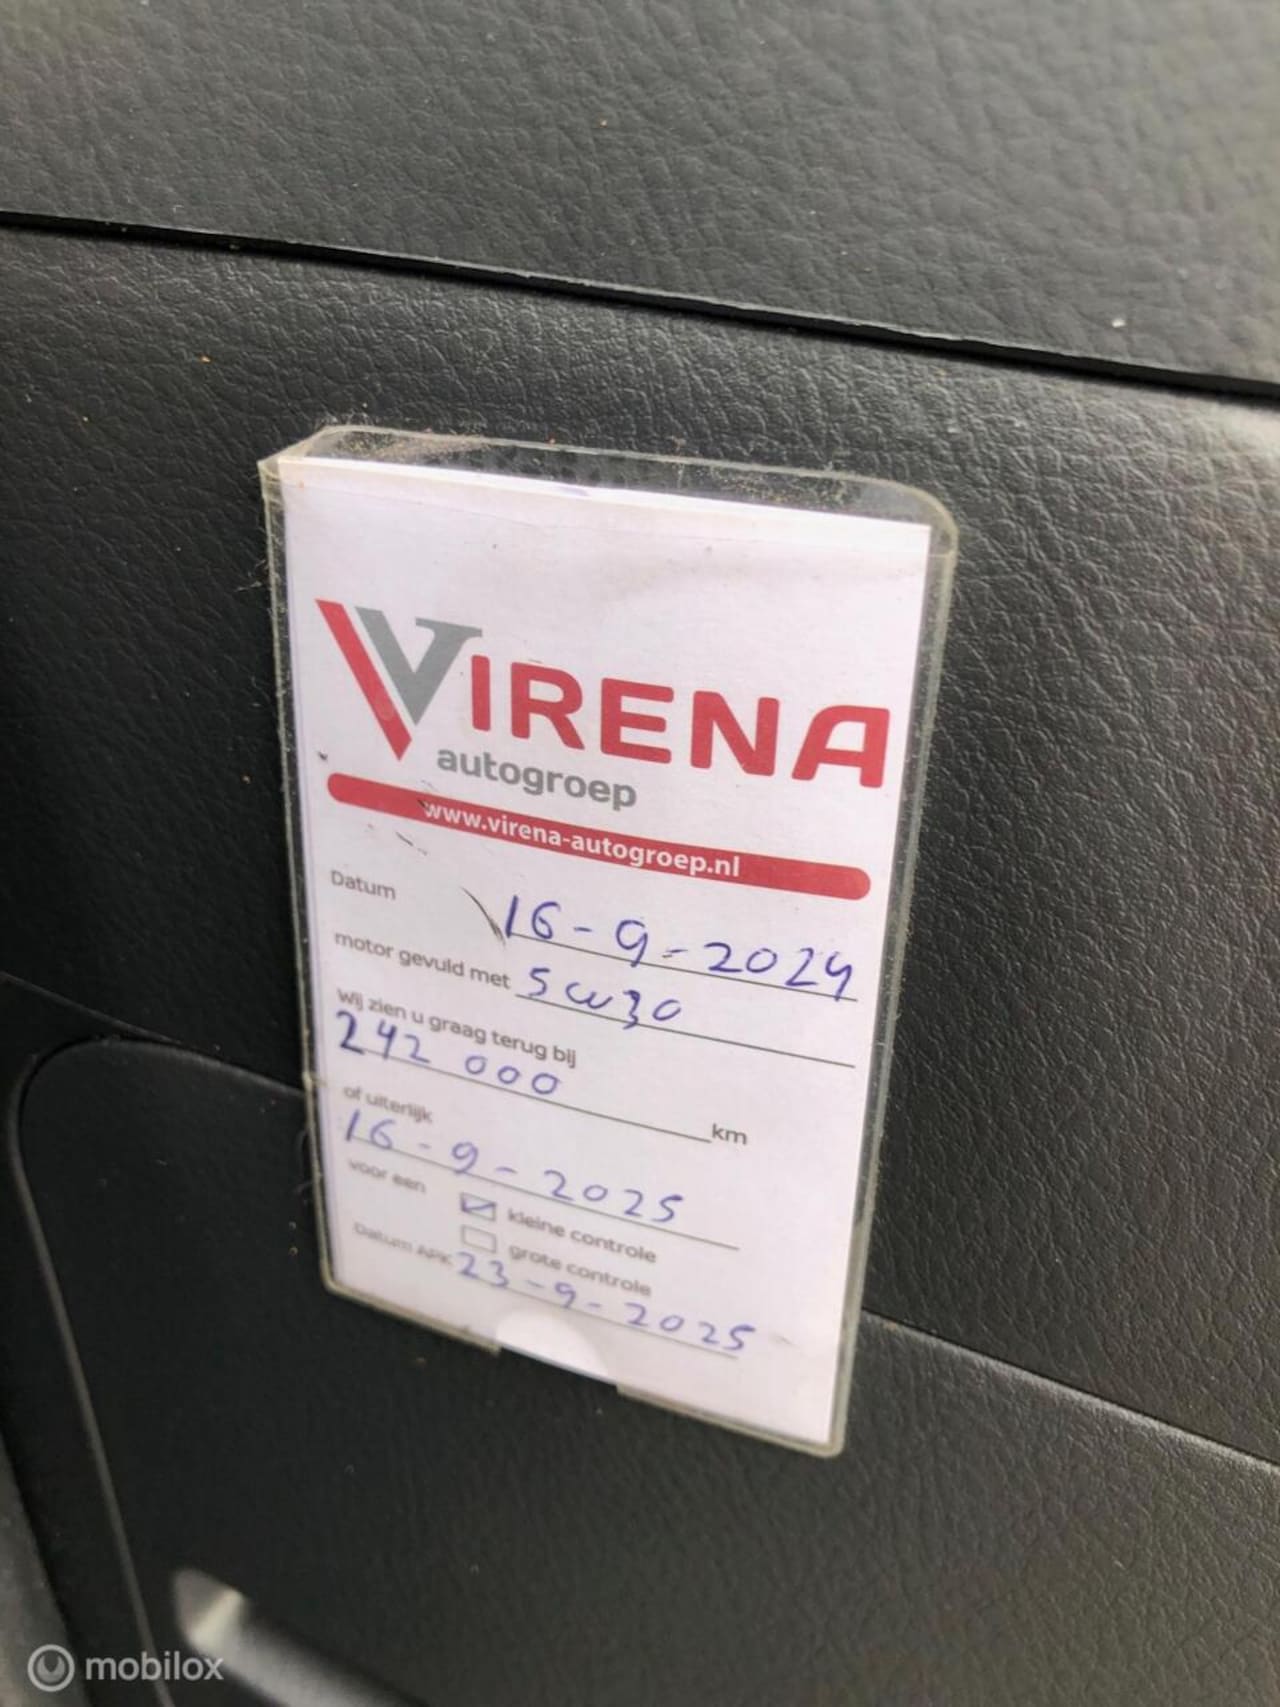 VIRENA
autogroep
www.virena-autogroep.nl
Datum 16-9-2024
motor gevuld met 5w30
Wij zien u graag terug bij
242 000 km
of uiterlijk
16-9-2025
voor een
kleine controle
grote controle
Datum APK 23-9-2025
mobilox